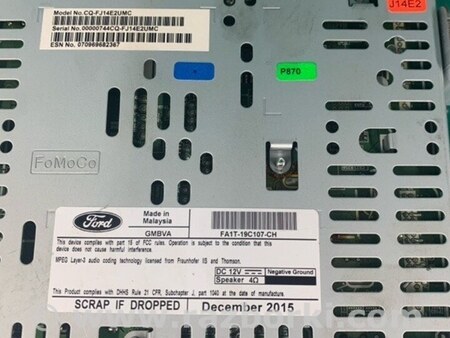 Model No. CQ-FJ14E2UMC
Serial No. 00000744CQ-FJ14E2UMC
ESN No. 070969682367
J14E2
P870
FoMoCo
Ford
Made in
Malaysia
GMBVA
FA1T-19C107-CH
This device complies with part 15 of FCC rules. Operation is subject to the condition that this device does not cause harmful interference.
MPEG Layer-3 audio coding technology licensed from Fraunhofer IIS and Thomson.
DC 12V Negative Ground
Speaker 4Ω
This Product complies with DHHS Rule 21 CFR, Subchapter J, part 1040 at the date of manufacture.
SCRAP IF DROPPED December 2015